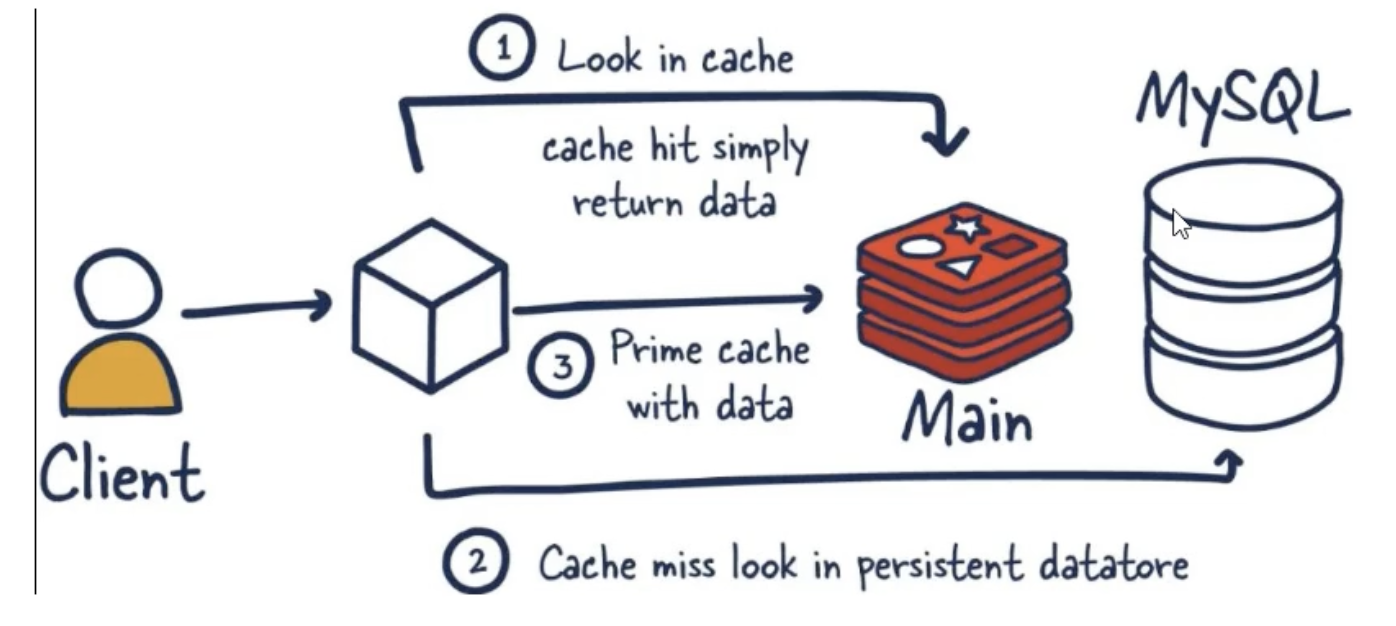 1 Look in cache
cache hit simply
return data
MySQL
3 Prime cache
with data
Main
Client
2 Cache miss look in persistent datatore